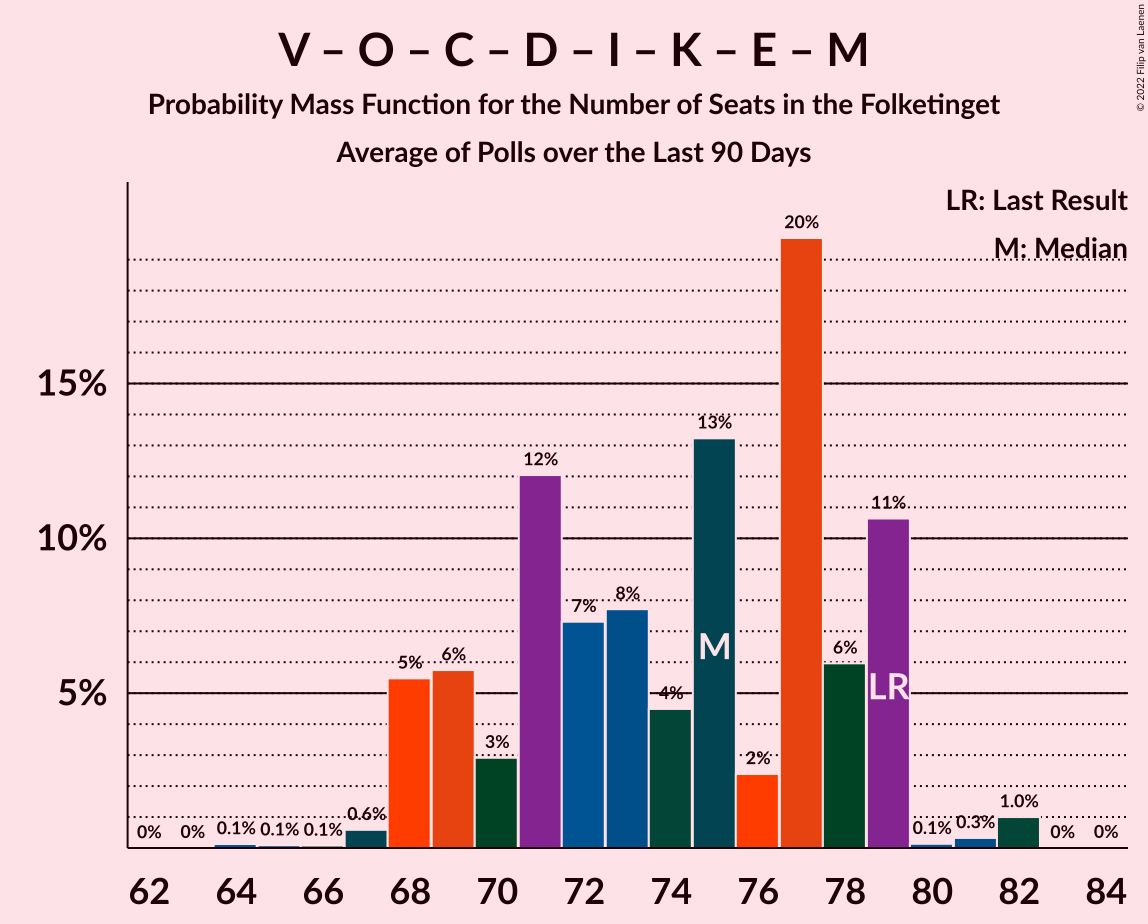 V – O – C – D – I – K – E – M
Probability Mass Function for the Number of Seats in the Folketinget
Average of Polls over the Last 90 Days
© 2022 Filip van Laenen
LR: Last Result
M: Median
15%
10%
5%
0%
0%
0.1%
0.1%
0.1%
0.6%
5%
6%
3%
12%
7%
8%
4%
13%
2%
20%
6%
11%
0.1%
0.3%
1.0%
0%
0%
M
LR
62 64 66 68 70 72 74 76 78 80 82 84